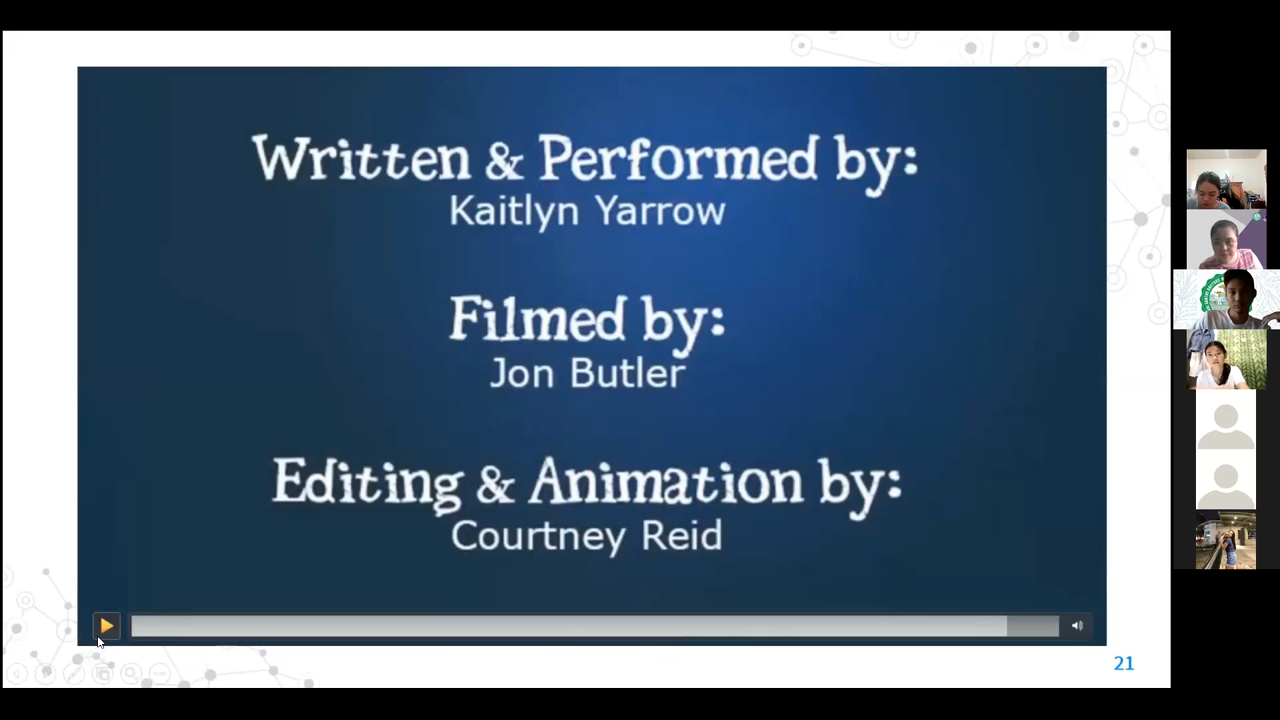 Written & Performed by:
Kaitlyn Yarrow
Filmed by:
Jon Butler
Editing & Animation by:
Courtney Reid
21